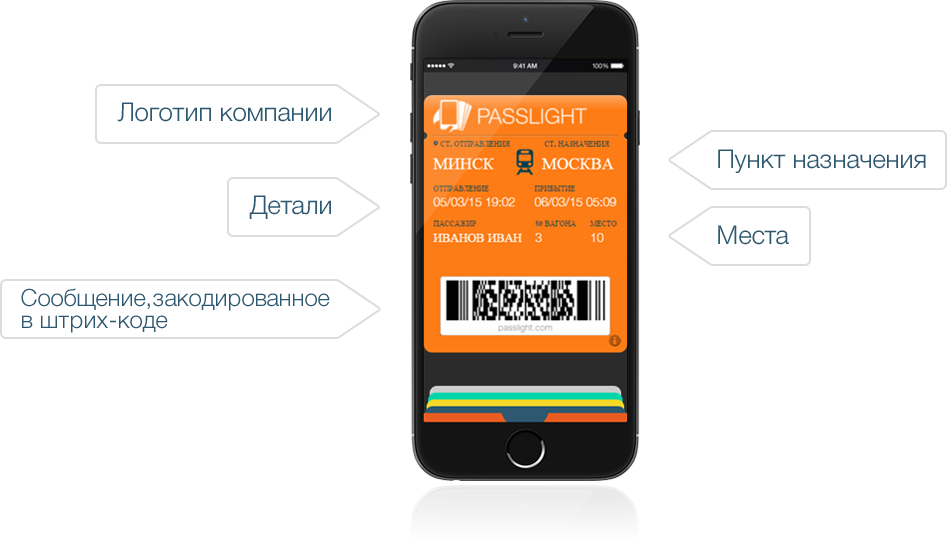 9:41 AM
100%
Логотип компании
PASSLIGHT
СТ. ОТПРАВЛЕНИЯ
СТ. НАЗНАЧЕНИЯ
МИНСК
МОСКВА
Пункт назначения
Детали
ОТПРАВЛЕНИЕ
ПРИБЫТИЕ
05/03/15 19:02
06/03/15 05:09
ПАССАЖИР
№ ВАГОНА
МЕСТО
ИВАНОВ ИВАН
3
10
Места
Сообщение,закодированное
в штрих-коде
passlight.com